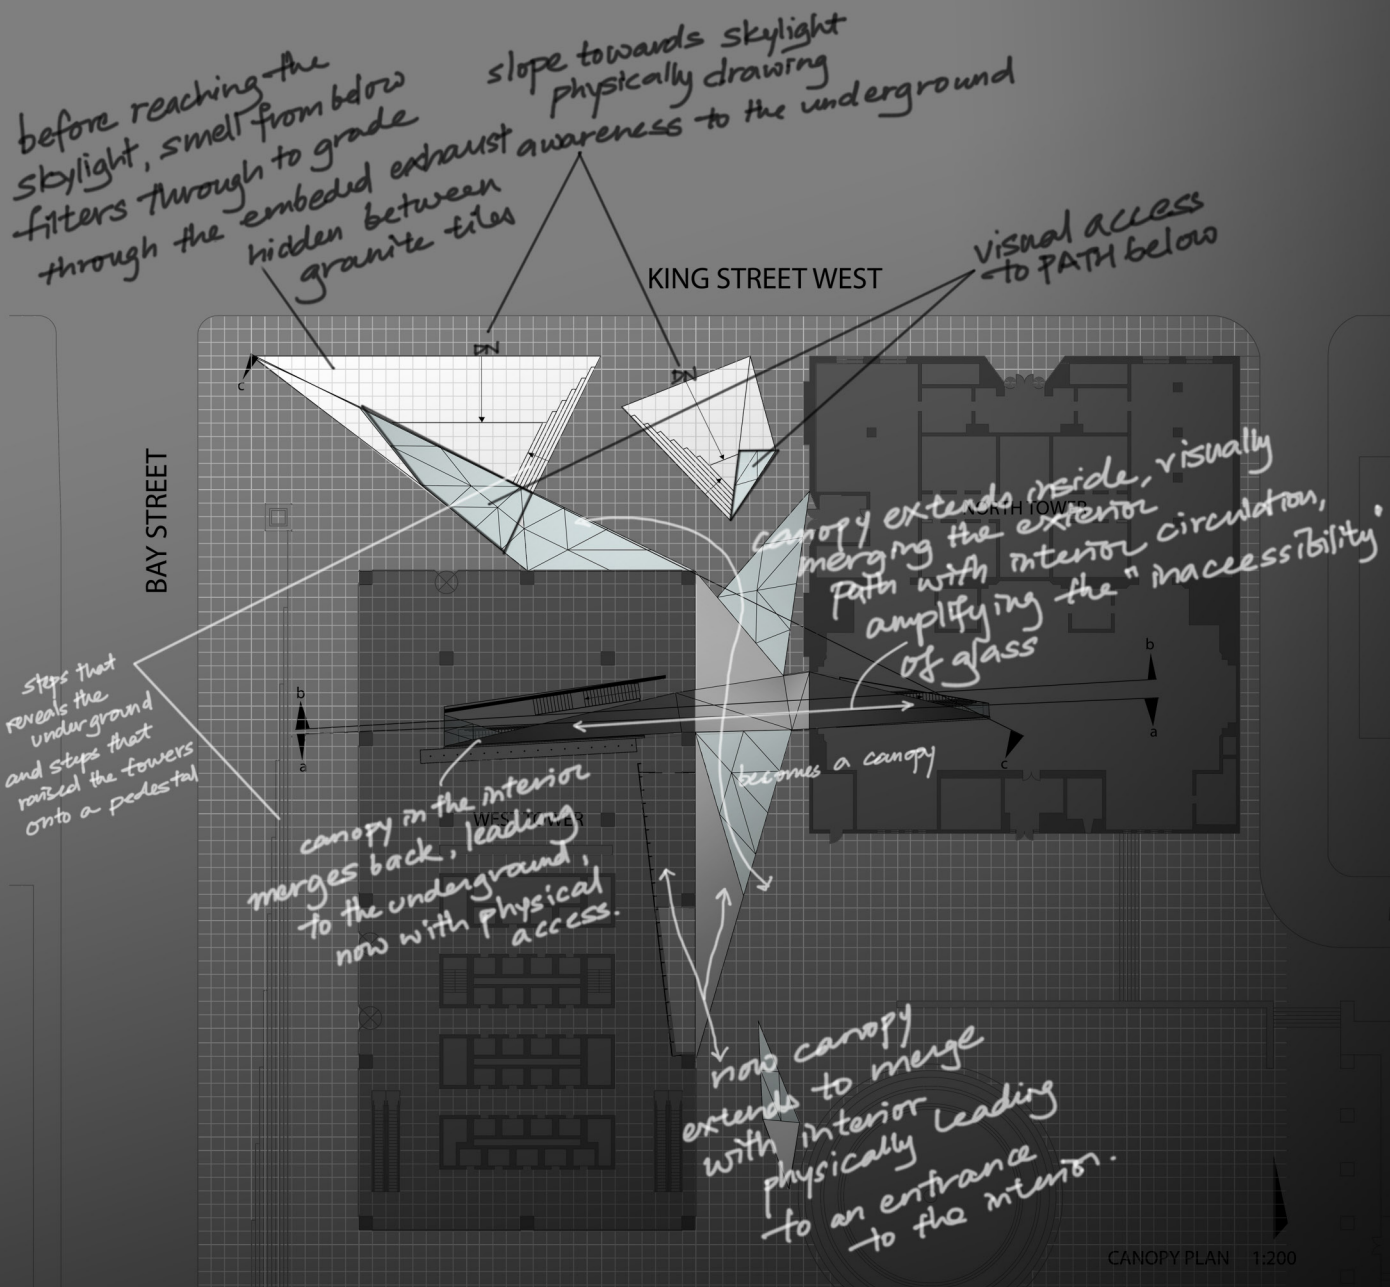 before reaching the
skylight, smell from below
filters through to grade
through the embeded exhaust
hidden between
granite tiles
slope towards skylight
physically drawing
awareness to the underground
visual access
to PATH below
KING STREET WEST
DN
DN
c
BAY STREET
NORTH TOWER
canopy extends inside, visually
merging the exterior
path with interior circulation,
amplifying the "inaccessibility"
of glass
steps that
reveals the
underground
and steps that
raised the towers
onto a pedestal
b
a
b
a
c
becomes a canopy
WEST TOWER
canopy in the interior
merges back, leading
to the underground,
now with physical
access.
now canopy
extends to merge
with interior
physically leading
to an entrance
to the interior.
CANOPY PLAN 1:200